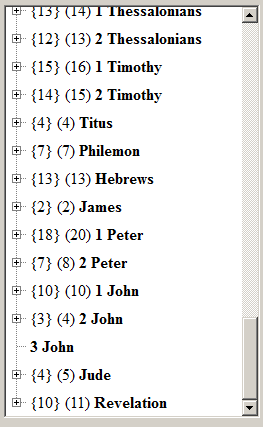 {13} (14) 1 Thessalonians
{12} (13) 2 Thessalonians
{15} (16) 1 Timothy
{14} (15) 2 Timothy
{4} (4) Titus
{7} (7) Philemon
{13} (13) Hebrews
{2} (2) James
{18} (20) 1 Peter
{7} (8) 2 Peter
{10} (10) 1 John
{3} (4) 2 John
3 John
{4} (5) Jude
{10} (11) Revelation